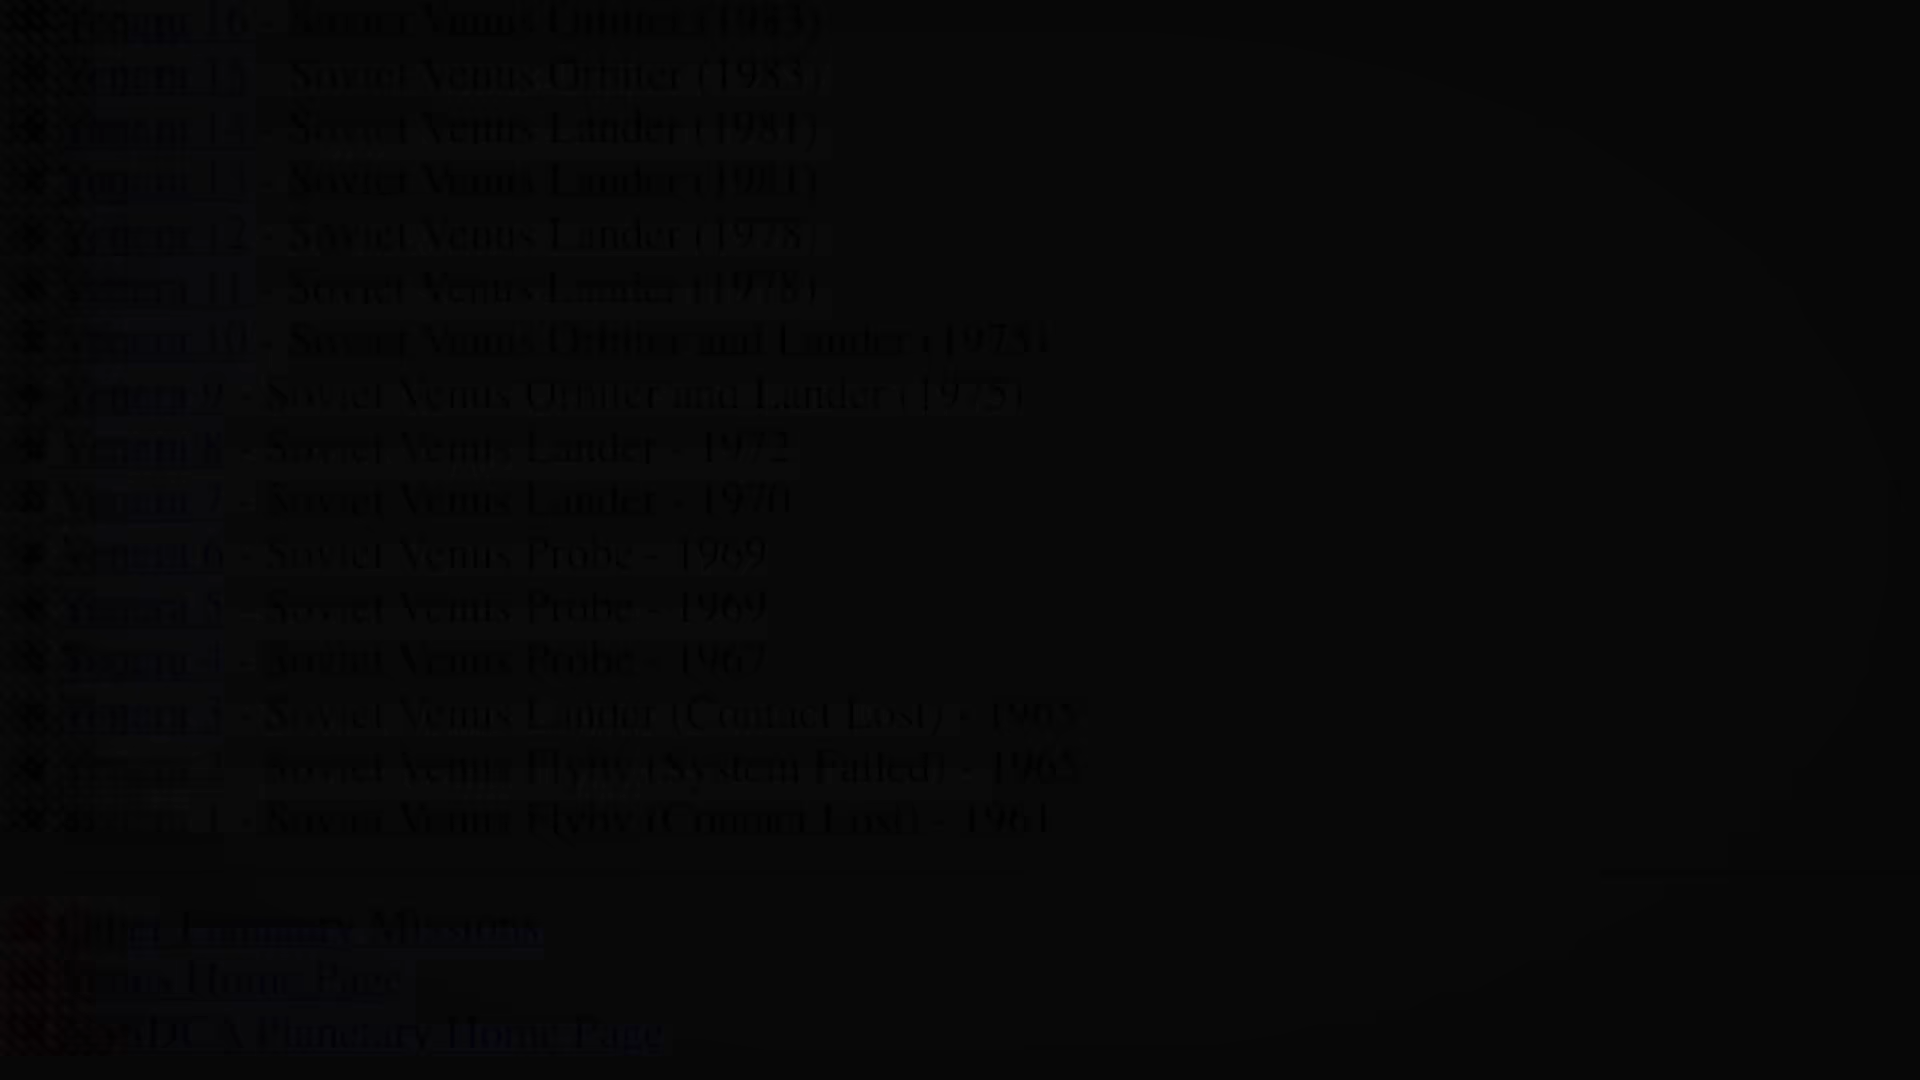 Venera 16 - Soviet Venus Orbiter (1983)
Venera 15 - Soviet Venus Orbiter (1983)
Venera 14 - Soviet Venus Lander (1981)
Venera 13 - Soviet Venus Lander (1981)
Venera 12 - Soviet Venus Lander (1978)
Venera 11 - Soviet Venus Lander (1978)
Venera 10 - Soviet Venus Orbiter and Lander (1975)
Venera 9 - Soviet Venus Orbiter and Lander (1975)
Venera 8 - Soviet Venus Lander - 1972
Venera 7 - Soviet Venus Lander - 1970
Venera 6 - Soviet Venus Probe - 1969
Venera 5 - Soviet Venus Probe - 1969
Venera 4 - Soviet Venus Probe - 1967
Venera 3 - Soviet Venus Lander (Contact Lost) - 1965
Venera 2 - Soviet Venus Flyby (System Failed) - 1965
Venera 1 - Soviet Venus Flyby (Contact Lost) - 1961
Other Planetary Missions
Venus Home Page
NSSDCA Planetary Home Page